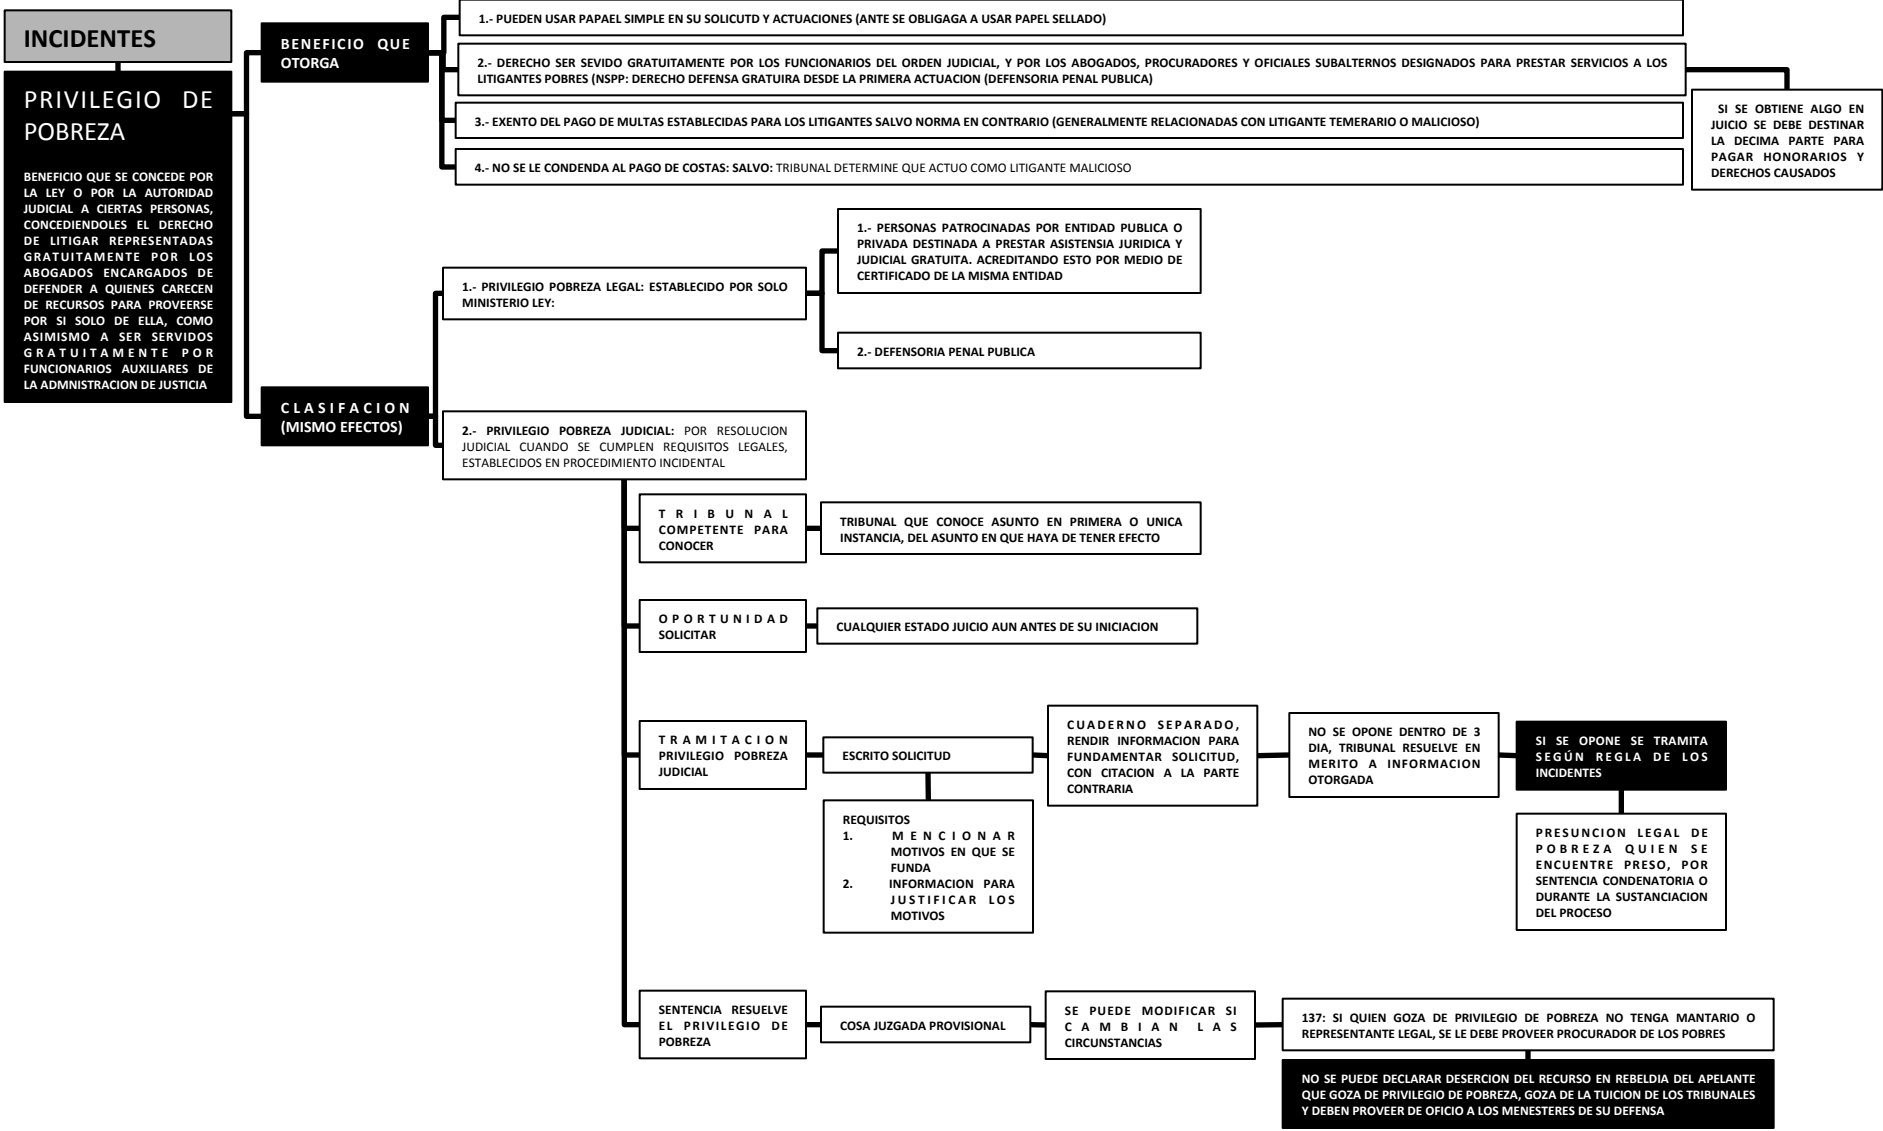 INCIDENTES
PRIVILEGIO DE
POBREZA
BENEFICIO QUE SE CONCEDE POR
LA LEY O POR LA AUTORIDAD
JUDICIAL A CIERTAS PERSONAS,
CONCEDIENDOLES EL DERECHO
DE LITIGAR REPRESENTADAS
GRATUITAMENTE POR LOS
ABOGADOS ENCARGADOS DE
DEFENDER A QUIENES CARECEN
DE RECURSOS PARA PROVEERSE
POR SI SOLO DE ELLA, COMO
ASIMISMO A SER SERVIDOS
GRATUITAMENTE POR
FUNCIONARIOS AUXILIARES DE
LA ADMNISTRACION DE JUSTICIA
BENEFICIO QUE
OTORGA
1.- PUEDEN USAR PAPAEL SIMPLE EN SU SOLICUTD Y ACTUACIONES (ANTE SE OBLIGAGA A USAR PAPEL SELLADO)
2.- DERECHO SER SEVIDO GRATUITAMENTE POR LOS FUNCIONARIOS DEL ORDEN JUDICIAL, Y POR LOS ABOGADOS, PROCURADORES Y OFICIALES SUBALTERNOS DESIGNADOS PARA PRESTAR SERVICIOS A LOS
LITIGANTES POBRES (NSPP: DERECHO DEFENSA GRATUIRA DESDE LA PRIMERA ACTUACION (DEFENSORIA PENAL PUBLICA)
SI SE OBTIENE ALGO EN
JUICIO SE DEBE DESTINAR
LA DECIMA PARTE PARA
PAGAR HONORARIOS Y
DERECHOS CAUSADOS
3.- EXENTO DEL PAGO DE MULTAS ESTABLECIDAS PARA LOS LITIGANTES SALVO NORMA EN CONTRARIO (GENERALMENTE RELACIONADAS CON LITIGANTE TEMERARIO O MALICIOSO)
4.- NO SE LE CONDENDA AL PAGO DE COSTAS: SALVO: TRIBUNAL DETERMINE QUE ACTUO COMO LITIGANTE MALICIOSO
CLASIFACION
(MISMO EFECTOS)
1.- PRIVILEGIO POBREZA LEGAL: ESTABLECIDO POR SOLO
MINISTERIO LEY:
1.- PERSONAS PATROCINADAS POR ENTIDAD PUBLICA O
PRIVADA DESTINADA A PRESTAR ASISTENSIA JURIDICA Y
JUDICIAL GRATUITA. ACREDITANDO ESTO POR MEDIO DE
CERTIFICADO DE LA MISMA ENTIDAD
2.- DEFENSORIA PENAL PUBLICA
2.- PRIVILEGIO POBREZA JUDICIAL: POR RESOLUCION
JUDICIAL CUANDO SE CUMPLEN REQUISITOS LEGALES,
ESTABLECIDOS EN PROCEDIMIENTO INCIDENTAL
TRIBUNAL
COMPETENTE PARA
CONOCER
TRIBUNAL QUE CONOCE ASUNTO EN PRIMERA O UNICA
INSTANCIA, DEL ASUNTO EN QUE HAYA DE TENER EFECTO
OPORTUNIDAD
SOLICITAR
CUALQUIER ESTADO JUICIO AUN ANTES DE SU INICIACION
TRAMITACION
PRIVILEGIO POBREZA
JUDICIAL
ESCRITO SOLICITUD
REQUISITOS
1. MENCIONAR
MOTIVOS EN QUE SE
FUNDA
2. INFORMACION PARA
JUSTIFICAR LOS
MOTIVOS
CUADERNO SEPARADO,
RENDIR INFORMACION PARA
FUNDAMENTAR SOLICITUD,
CON CITACION A LA PARTE
CONTRARIA
NO SE OPONE DENTRO DE 3
DIA, TRIBUNAL RESUELVE EN
MERITO A INFORMACION
OTORGADA
SI SE OPONE SE TRAMITA
SEGÚN REGLA DE LOS
INCIDENTES
PRESUNCION LEGAL DE
POBREZA QUIEN SE
ENCUENTRE PRESO, POR
SENTENCIA CONDENATORIA O
DURANTE LA SUSTANCIACION
DEL PROCESO
SENTENCIA RESUELVE
EL PRIVILEGIO DE
POBREZA
COSA JUZGADA PROVISIONAL
SE PUEDE MODIFICAR SI
CAMBIAN LAS
CIRCUNSTANCIAS
137: SI QUIEN GOZA DE PRIVILEGIO DE POBREZA NO TENGA MANTARIO O
REPRESENTANTE LEGAL, SE LE DEBE PROVEER PROCURADOR DE LOS POBRES
NO SE PUEDE DECLARAR DESERCION DEL RECURSO EN REBELDIA DEL APELANTE
QUE GOZA DE PRIVILEGIO DE POBREZA, GOZA DE LA TUICION DE LOS TRIBUNALES
Y DEBEN PROVEER DE OFICIO A LOS MENESTERES DE SU DEFENSA